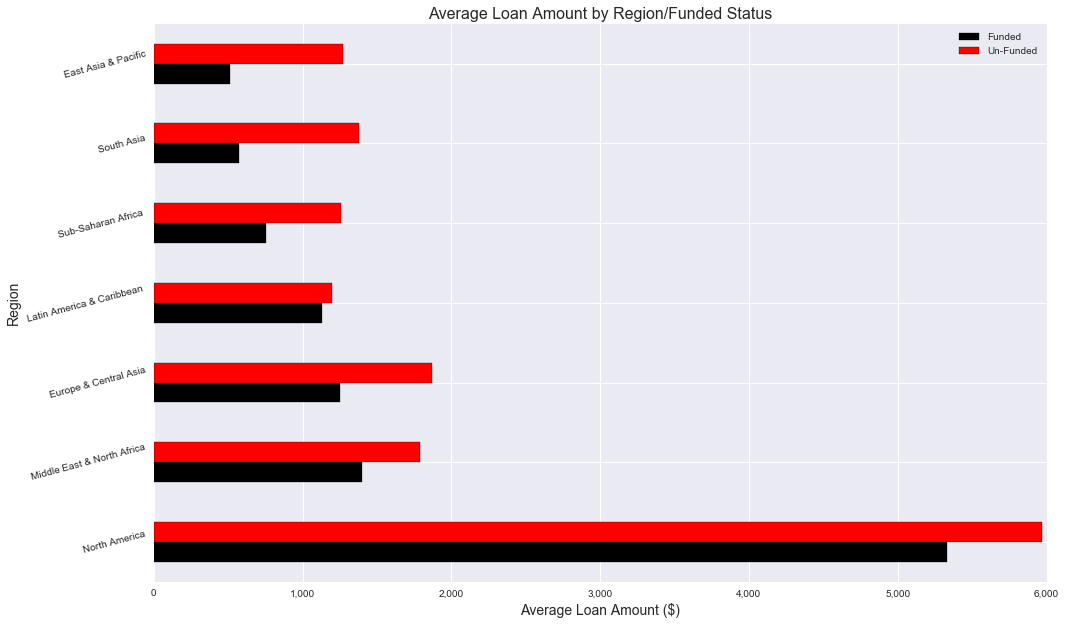 Average Loan Amount by Region/Funded Status
Funded
Un-Funded
Region
East Asia & Pacific
South Asia
Sub-Saharan Africa
Latin America & Caribbean
Europe & Central Asia
Middle East & North Africa
North America
0 1,000 2,000 3,000 4,000 5,000 6,000
Average Loan Amount ($)